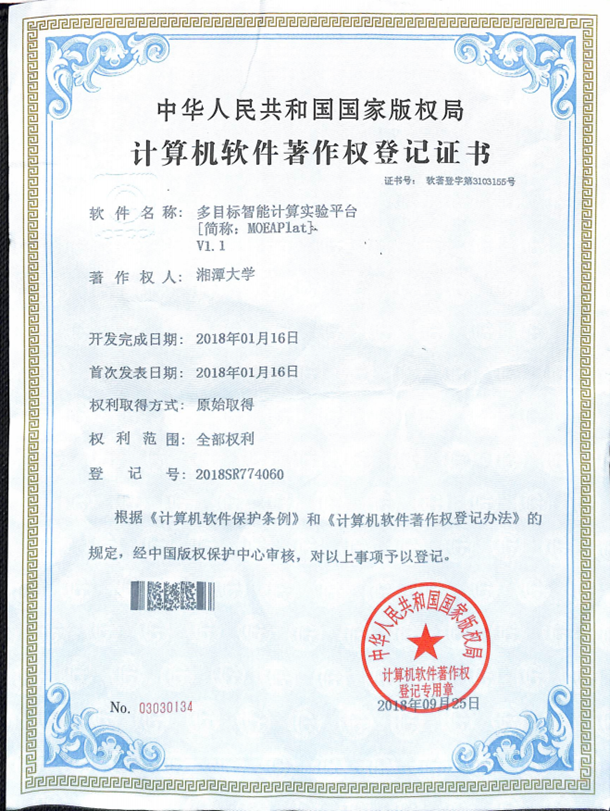 中华人民共和国国家版权局
计算机软件著作权登记证书
证书号： 软著登字第3103155号
软件名称： 多目标智能计算实验平台
[简称：MOEAPlat]
V1.1
著作权人： 湘潭大学
开发完成日期： 2018年01月16日
首次发表日期： 2018年01月16日
权利取得方式： 原始取得
权利范围： 全部权利
登记号： 2018SR774060
根据《计算机软件保护条例》和《计算机软件著作权登记办法》的
规定，经中国版权保护中心审核，对以上事项予以登记。
中华人民共和国国家版权局
计算机软件著作权
登记专用章
No. 03030134
2018年09月25日